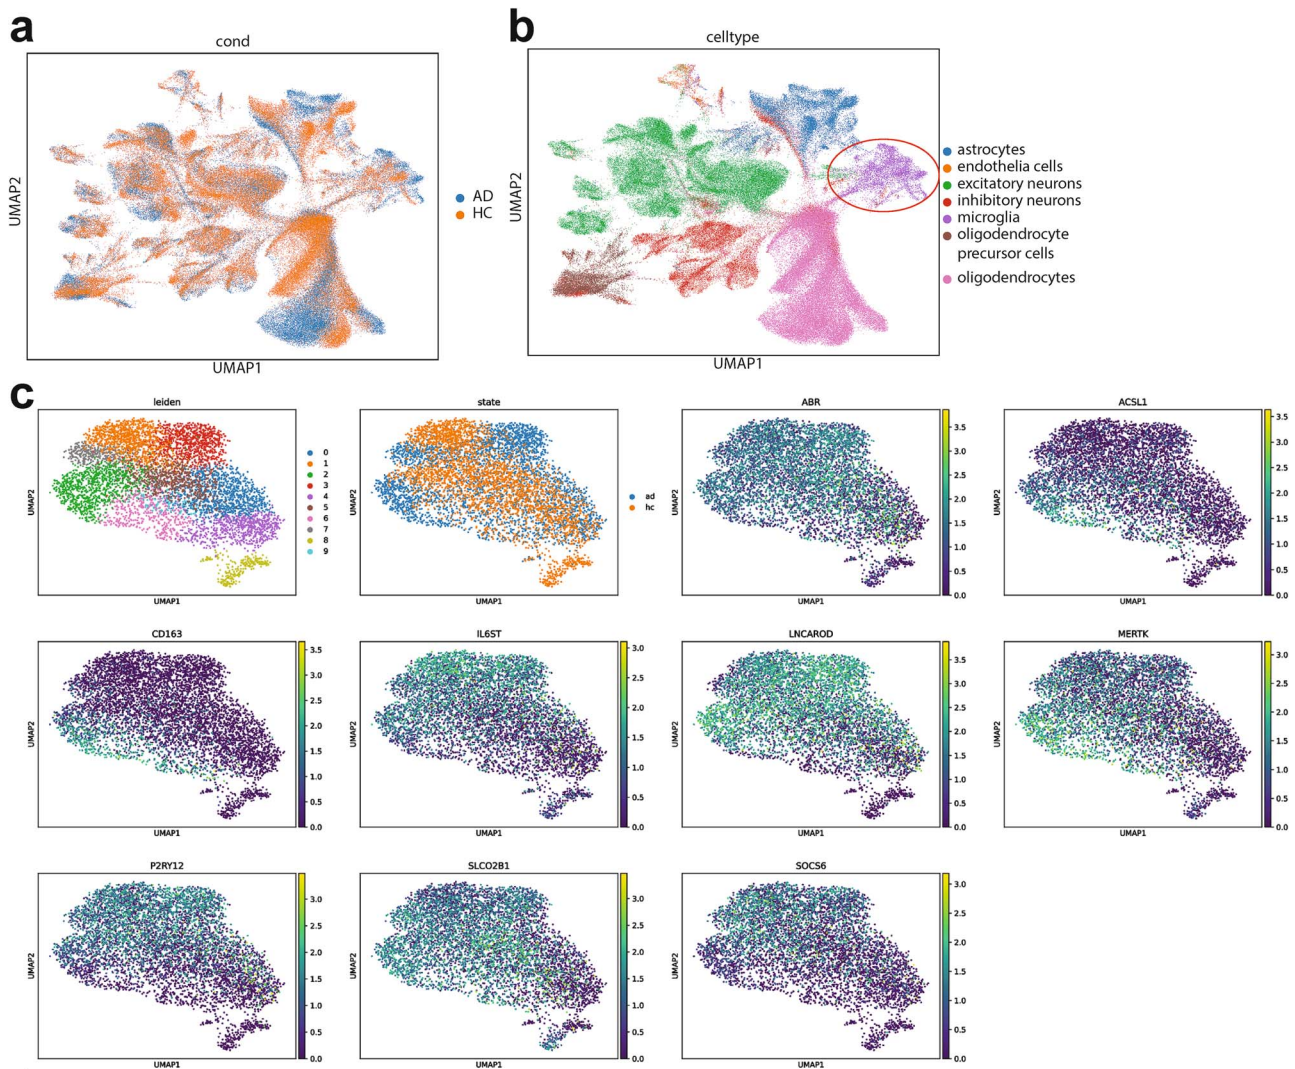 a
cond
UMAP2
UMAP1
AD
HC
b
celltype
UMAP2
UMAP1
astrocytes
endothelia cells
excitatory neurons
inhibitory neurons
microglia
oligodendrocyte
precursor cells
oligodendrocytes
c
leiden
UMAP2
UMAP1
0
1
2
3
4
5
6
7
8
9
state
UMAP2
UMAP1
ad
hc
ABR
UMAP2
UMAP1
3.5
3.0
2.5
2.0
1.5
1.0
0.5
0.0
ACSL1
UMAP2
UMAP1
3.5
3.0
2.5
2.0
1.5
1.0
0.5
0.0
CD163
UMAP2
UMAP1
3.5
3.0
2.5
2.0
1.5
1.0
0.5
0.0
IL6ST
UMAP2
UMAP1
3.0
2.5
2.0
1.5
1.0
0.5
0.0
LNCAROD
UMAP2
UMAP1
3.5
3.0
2.5
2.0
1.5
1.0
0.5
0.0
MERTK
UMAP2
UMAP1
3.0
2.5
2.0
1.5
1.0
0.5
0.0
P2RY12
UMAP2
UMAP1
3.0
2.5
2.0
1.5
1.0
0.5
0.0
SLCO2B1
UMAP2
UMAP1
3.0
2.5
2.0
1.5
1.0
0.5
0.0
SOCS6
UMAP2
UMAP1
3.0
2.5
2.0
1.5
1.0
0.5
0.0